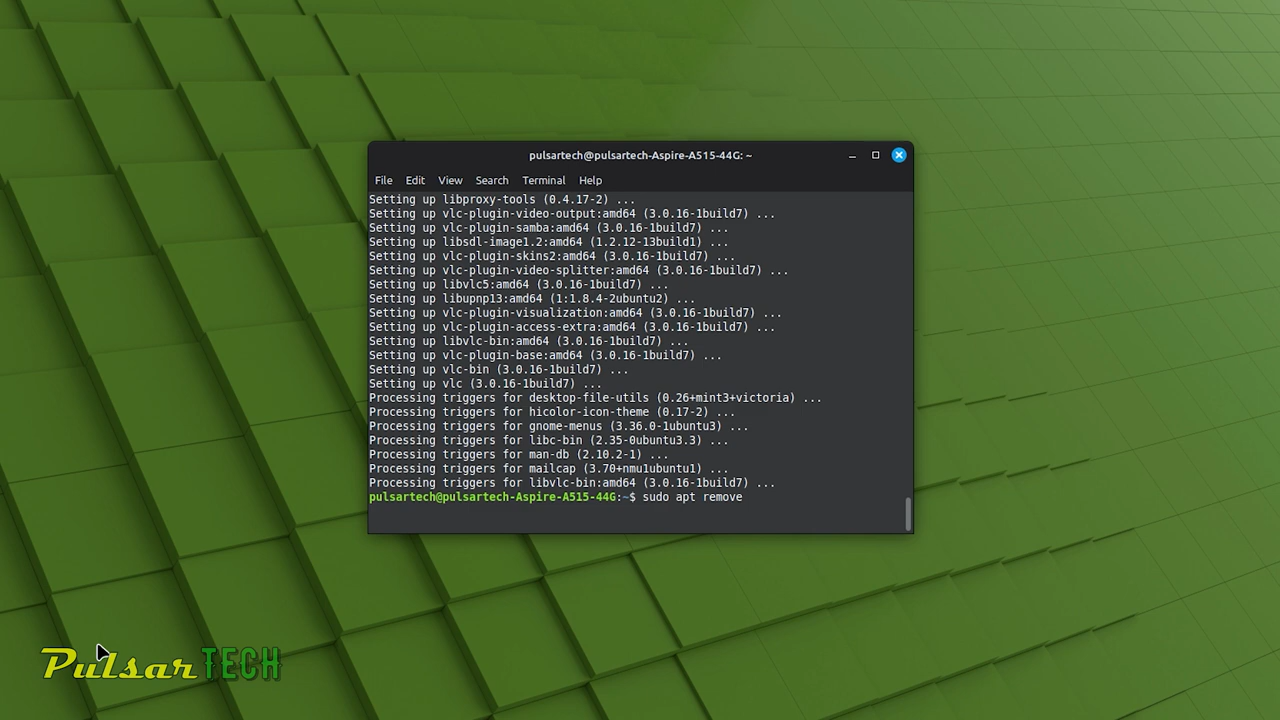 pulsartech@pulsartech-Aspire-A515-44G: ~
File Edit View Search Terminal Help
Setting up libproxy-tools (0.4.17-2) ...
Setting up vlc-plugin-video-output:amd64 (3.0.16-1build7) ...
Setting up vlc-plugin-samba:amd64 (3.0.16-1build7) ...
Setting up libsdl-image1.2:amd64 (1.2.12-13build1) ...
Setting up vlc-plugin-skins2:amd64 (3.0.16-1build7) ...
Setting up vlc-plugin-video-splitter:amd64 (3.0.16-1build7) ...
Setting up libvlc5:amd64 (3.0.16-1build7) ...
Setting up libupnp13:amd64 (1:1.8.4-2ubuntu2) ...
Setting up vlc-plugin-visualization:amd64 (3.0.16-1build7) ...
Setting up vlc-plugin-access-extra:amd64 (3.0.16-1build7) ...
Setting up libvlc-bin:amd64 (3.0.16-1build7) ...
Setting up vlc-plugin-base:amd64 (3.0.16-1build7) ...
Setting up vlc-bin (3.0.16-1build7) ...
Setting up vlc (3.0.16-1build7) ...
Processing triggers for desktop-file-utils (0.26+mint3+victoria) ...
Processing triggers for hicolor-icon-theme (0.17-2) ...
Processing triggers for gnome-menus (3.36.0-1ubuntu3) ...
Processing triggers for libc-bin (2.35-0ubuntu3.3) ...
Processing triggers for man-db (2.10.2-1) ...
Processing triggers for mailcap (3.70+nmu1ubuntu1) ...
Processing triggers for libvlc-bin:amd64 (3.0.16-1build7) ...
pulsartech@pulsartech-Aspire-A515-44G:~$ sudo apt remove
Pulsar TECH